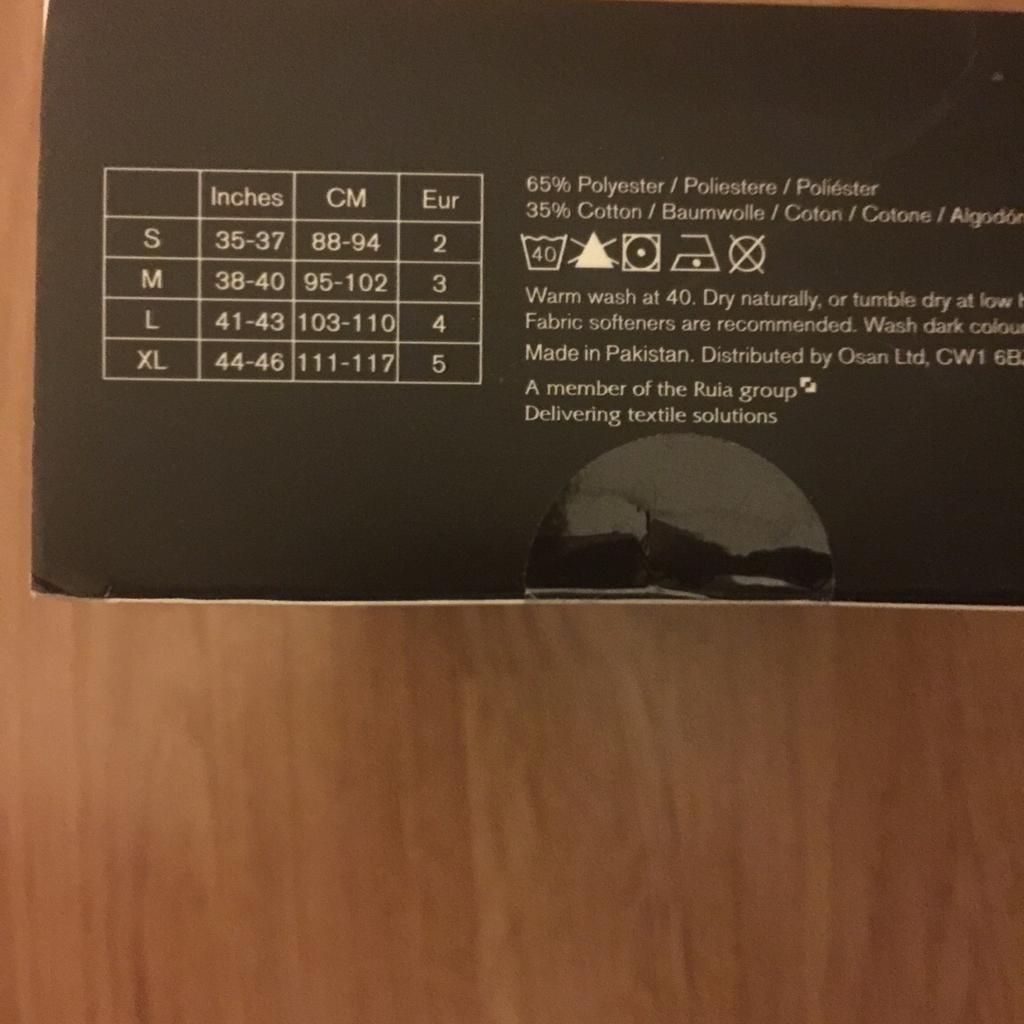 Inches CM Eur
S 35-37 88-94 2
M 38-40 95-102 3
L 41-43 103-110 4
XL 44-46 111-117 5
65% Polyester / Poliestere / Poliéster
35% Cotton / Baumwolle / Coton / Cotone / Algodón
40
Warm wash at 40. Dry naturally, or tumble dry at low
Fabric softeners are recommended. Wash dark
Made in Pakistan. Distributed by Osan Ltd, CW1
A member of the Ruia group
Delivering textile solutions